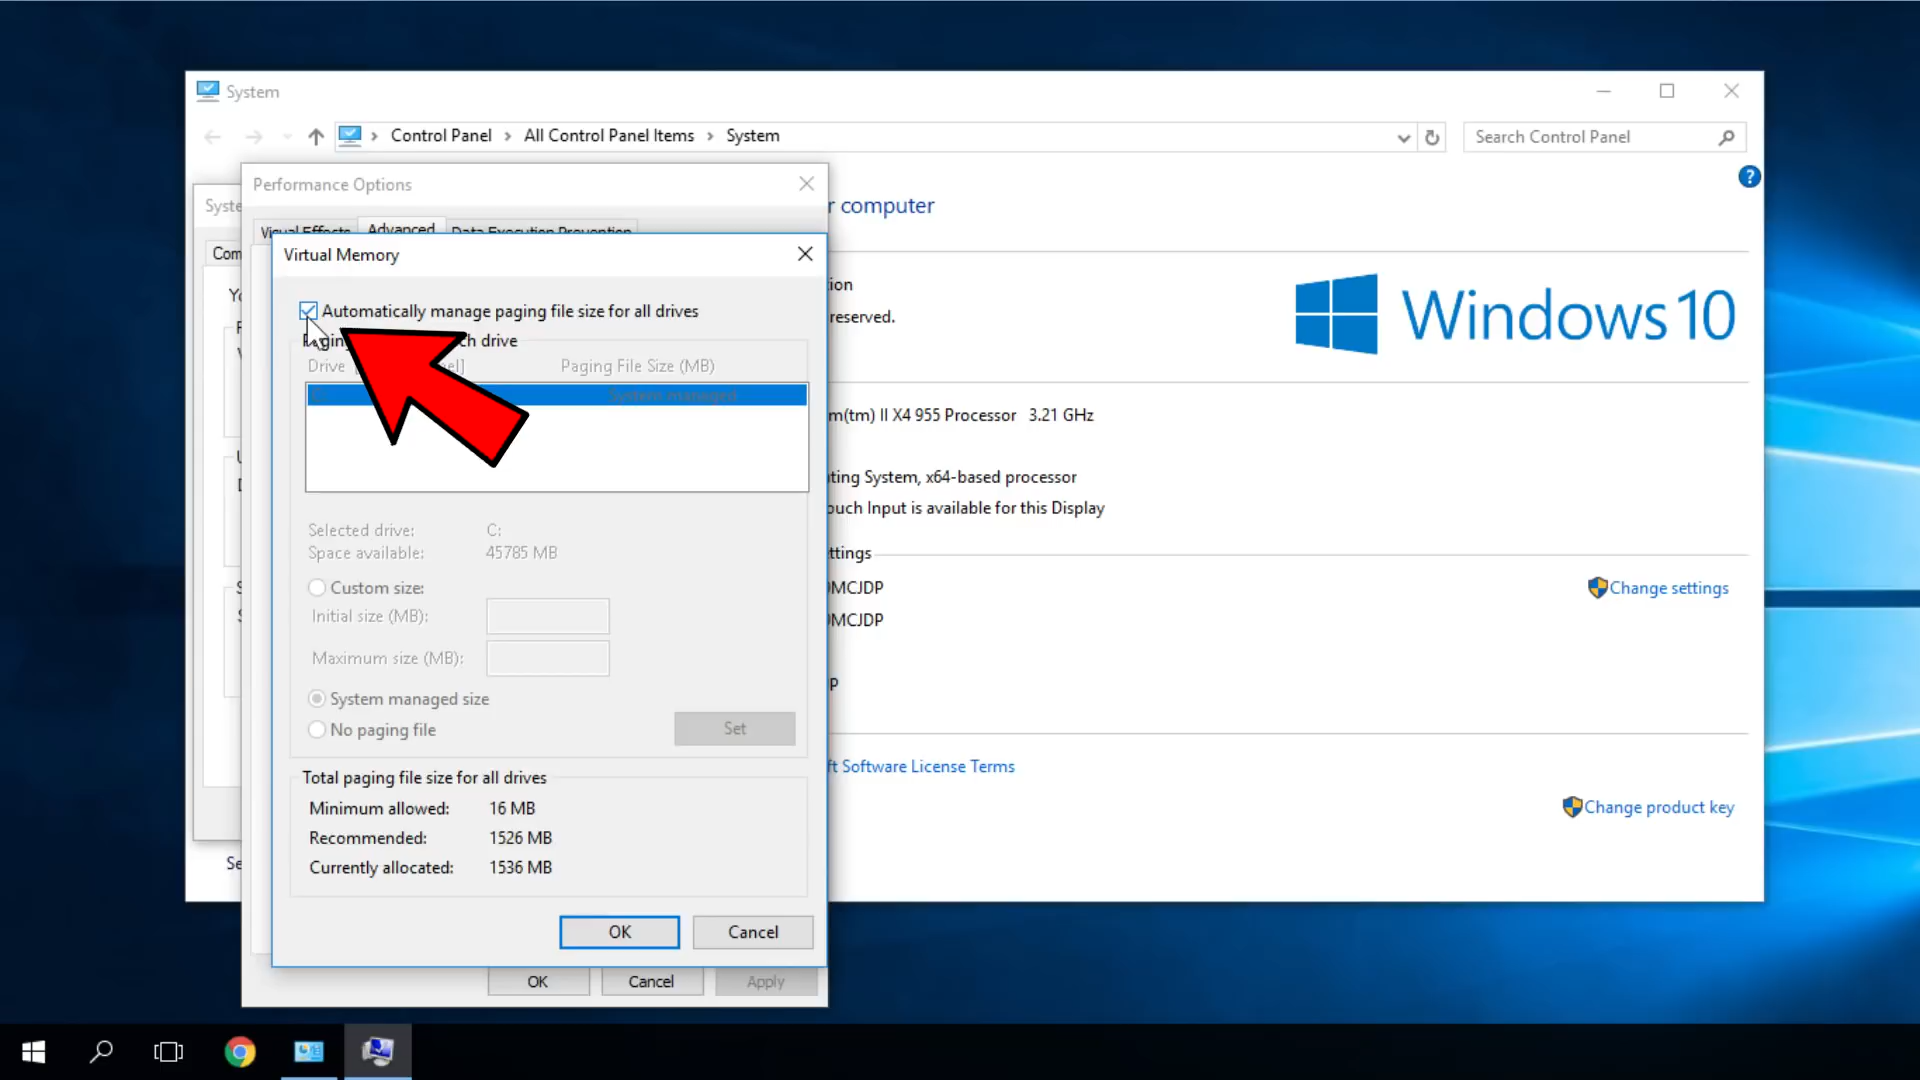 System
Control Panel > All Control Panel Items > System
Search Control Panel
?
Performance Options
Syste
r computer
Visual Effects Advanced Data Execution Prevention
Com
Virtual Memory
ion
reserved.
Windows 10
Automatically manage paging file size for all drives
Paging ch drive
Drive [ el] Paging File Size (MB)
System managed
m(tm) II X4 955 Processor 3.21 GHz
ting System, x64-based processor
ouch Input is available for this Display
Selected drive: C:
Space available: 45785 MB
ttings
Custom size:
MCJDP
Change settings
Initial size (MB):
MCJDP
Maximum size (MB):
p
System managed size
No paging file
Set
ft Software License Terms
Total paging file size for all drives
Minimum allowed: 16 MB
Change product key
Recommended: 1526 MB
Currently allocated: 1536 MB
Se
OK Cancel
OK Cancel Apply